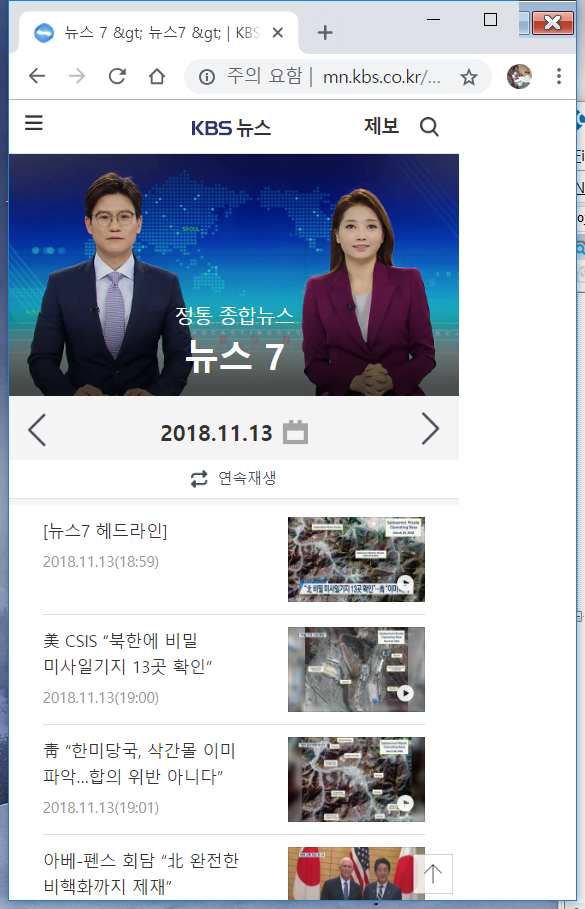 뉴스 7 &gt; 뉴스7 &gt; | KBS
주의 요함 | mn.kbs.co.kr/...
KBS 뉴스
제보
SEOUL
정통 종합뉴스
뉴스 7
2018.11.13
연속재생
[뉴스7 헤드라인]
2018.11.13(18:59)
美 CSIS “북한에 비밀
미사일기지 13곳 확인”
2018.11.13(19:00)
靑 “한미당국, 삭간몰 이미
파악…합의 위반 아니다”
2018.11.13(19:01)
아베-펜스 회담 “北 완전한
비핵화까지 제재”